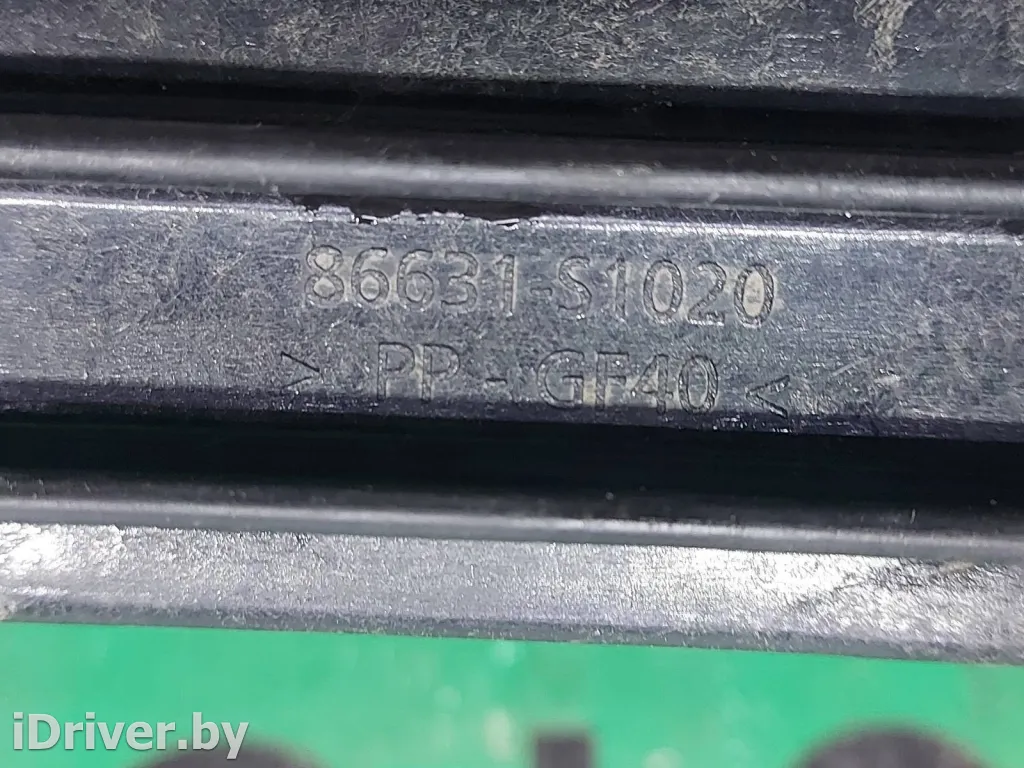 86631-S1020
> PP - GF40 <
iDriver.by